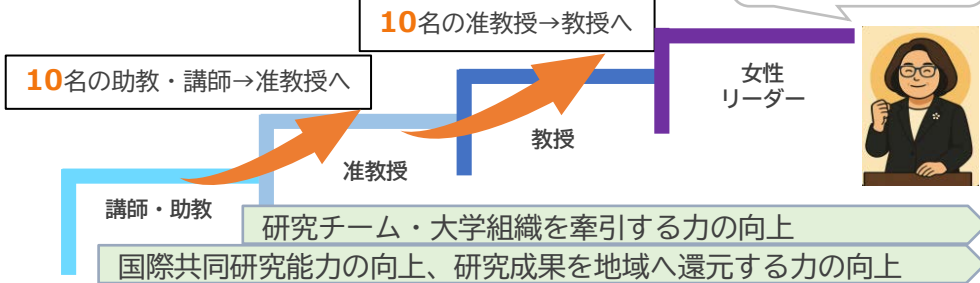 10名の准教授→教授へ
10名の助教・講師→准教授へ
女性
リーダー
教授
准教授
講師・助教
研究チーム・大学組織を牽引する力の向上
国際共同研究能力の向上、研究成果を地域へ還元する力の向上